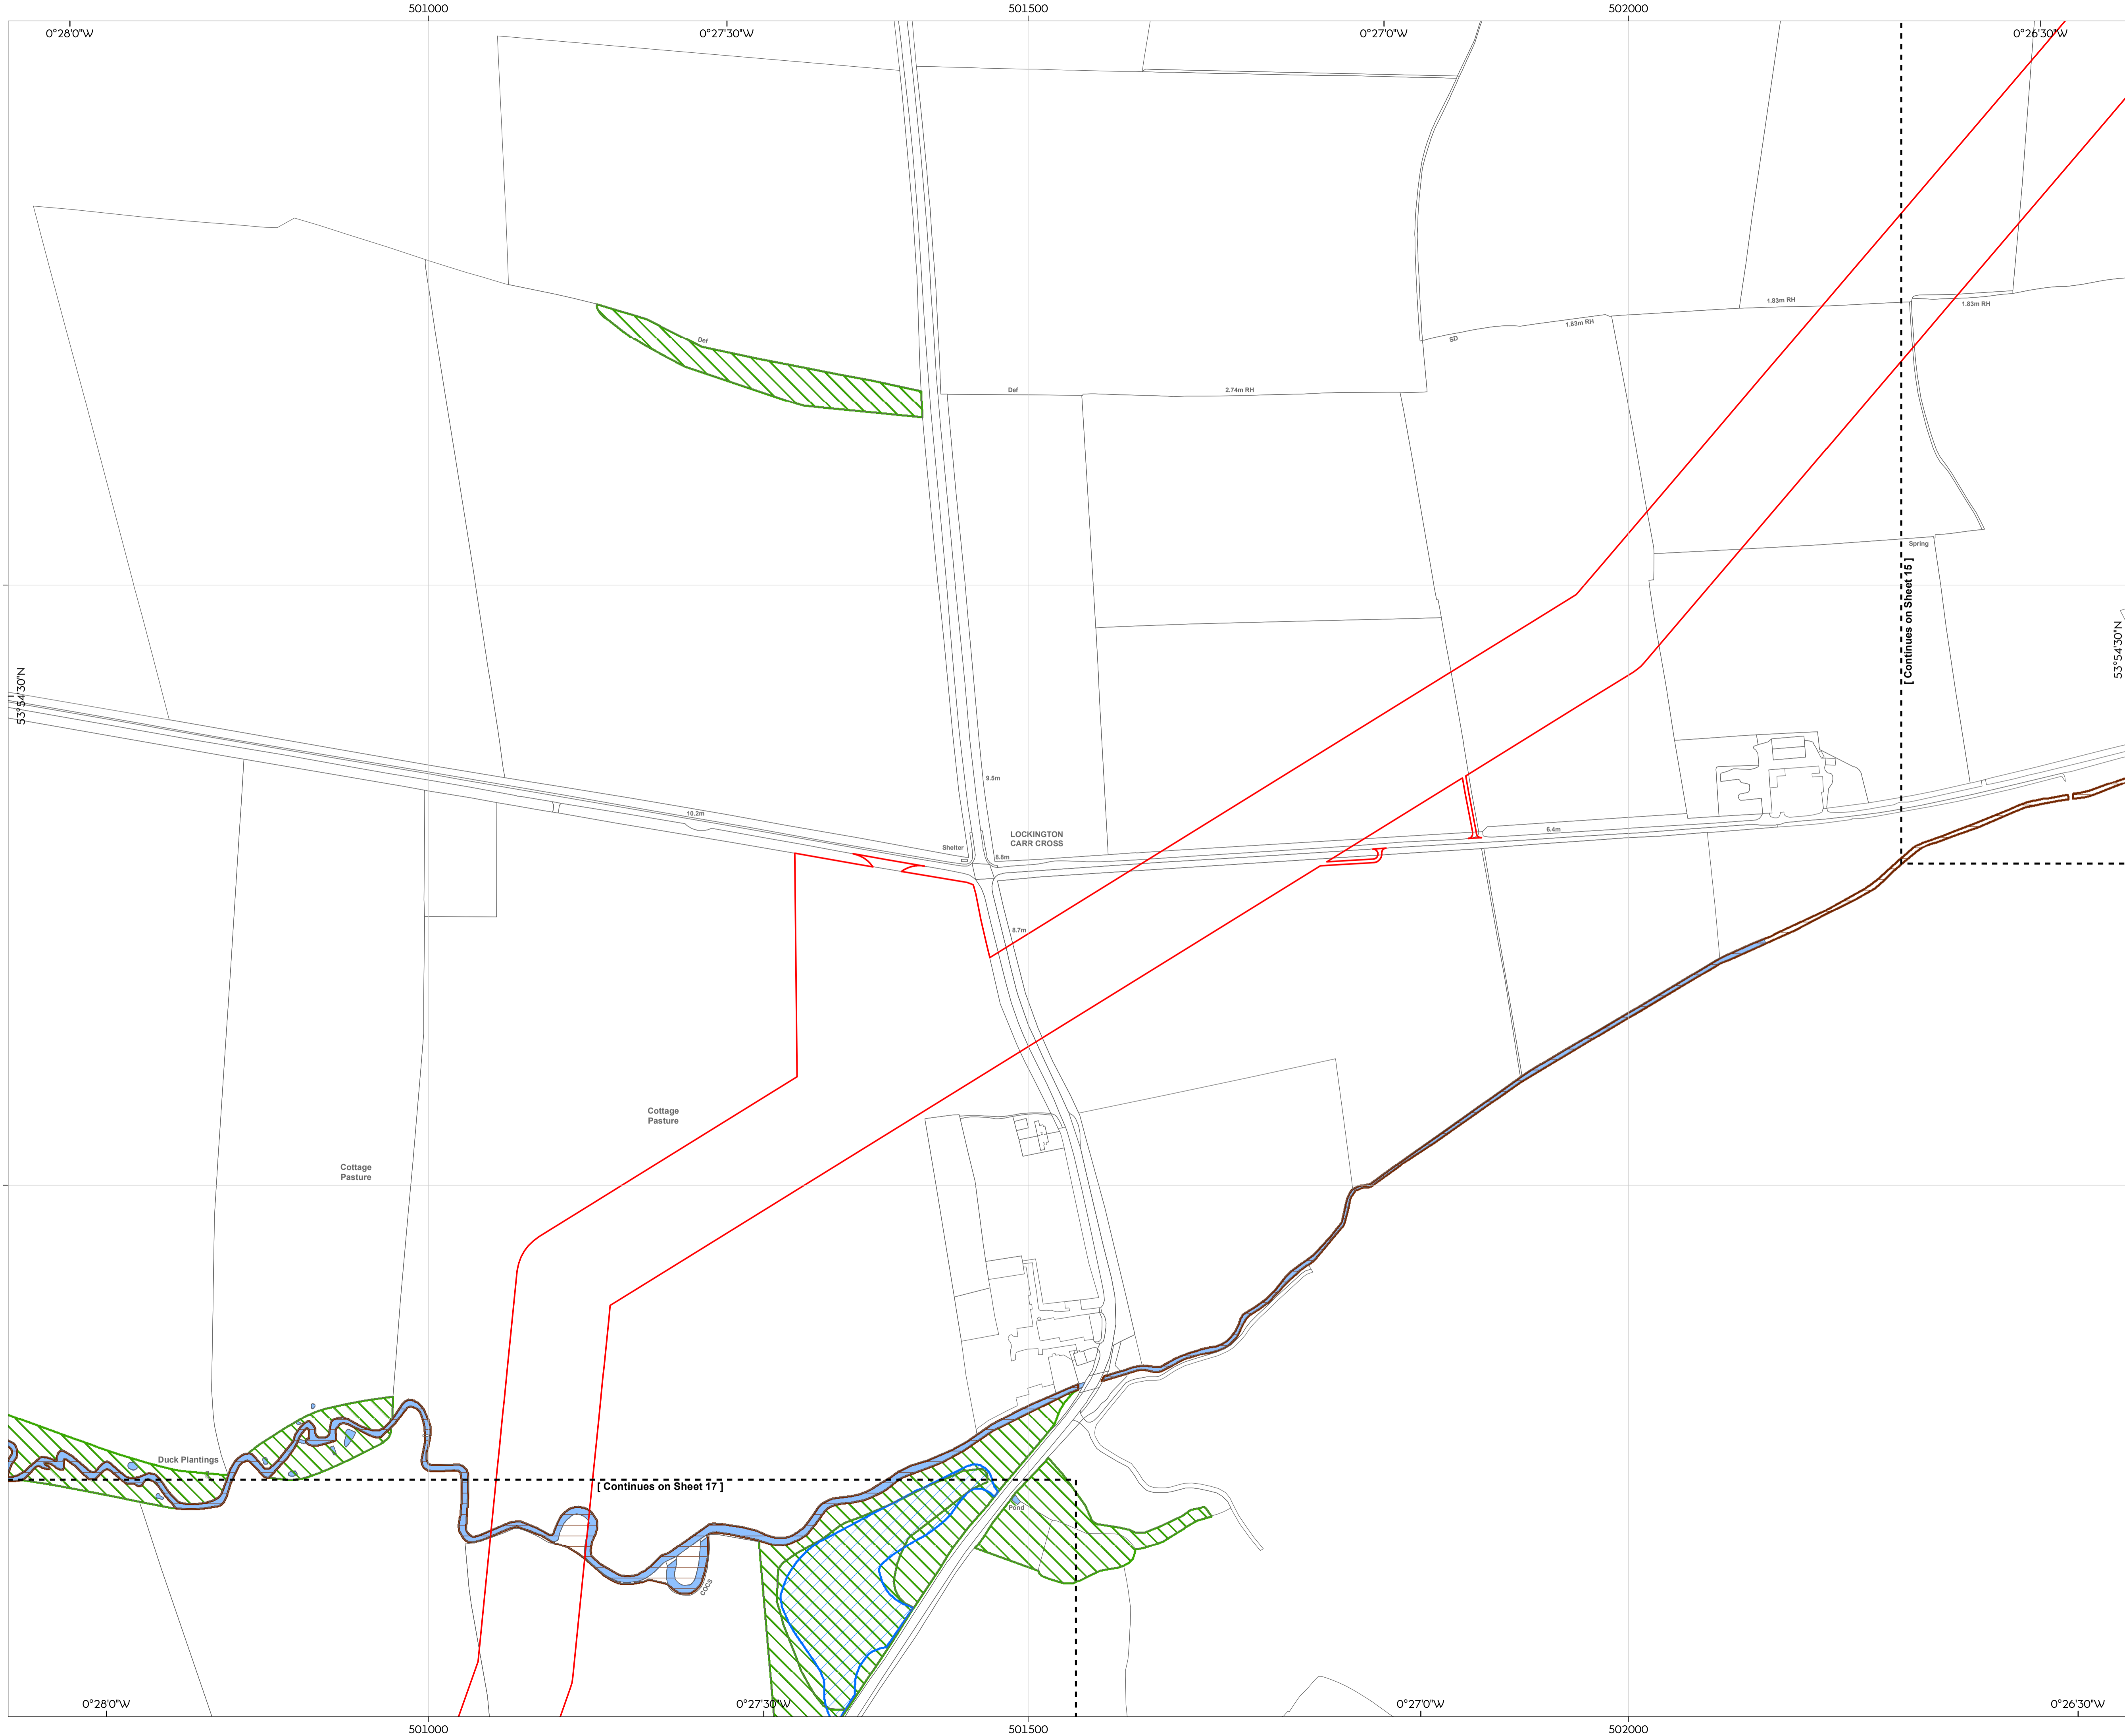 501000
501500
502000
0°28'0"W
0°27'30"W
0°27'0"W
0°26'30"W
1.83m RH
1.83m RH
1.83m RH
SD
Def
Def
2.74m RH
Spring
[ Continues on Sheet 15 ]
53°54'30"N
53°54'30"N
9.5m
10.2m
LOCKINGTON
CARR CROSS
6.4m
Shelter
8.8m
8.7m
Cottage
Pasture
Cottage
Pasture
Duck Plantings
[ Continues on Sheet 17 ]
Pond
COCS
0°28'0"W
0°27'30"W
0°27'0"W
0°26'30"W
501000
501500
502000